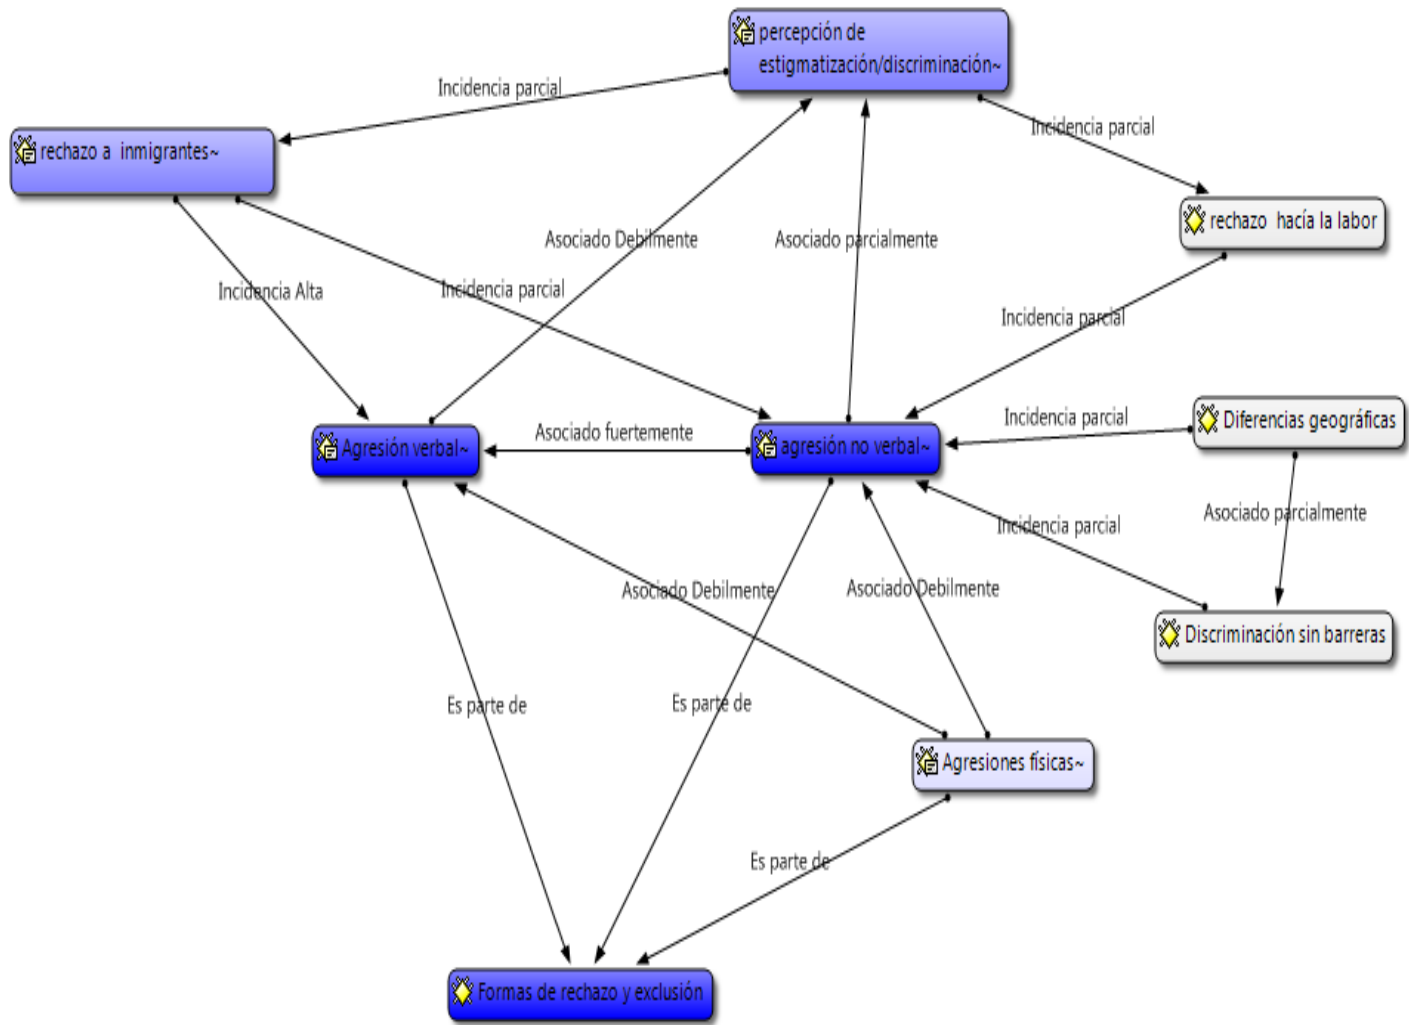 percepción de
estigmatización/discriminación~
Incidencia parcial
Incidencia parcial
rechazo a  inmigrantes~
rechazo  hacía la labor
Asociado Debilmente
Asociado parcialmente
Incidencia Alta
Incidencia parcial
Incidencia parcial
Diferencias geográficas
Incidencia parcial
Asociado fuertemente
Agresión verbal~
agresión no verbal~
Asociado parcialmente
Incidencia parcial
Asociado Debilmente
Asociado Debilmente
Discriminación sin barreras
Es parte de
Es parte de
Agresiones físicas~
Es parte de
Formas de rechazo y exclusión